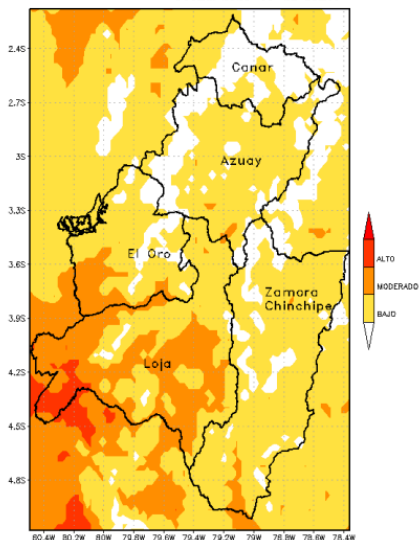 2.4S
Canar
2.7S
3S
Azuay
3.3S
El Oro
ALTO
3.6S
MODERADO
Zamora
Chinchipe
BAJO
3.9S
Loja
4.2S
4.5S
4.8S
80.4W 80.2W 80W 79.8W 79.6W 79.4W 79.2W 79W 78.8W 78.6W 78.4W